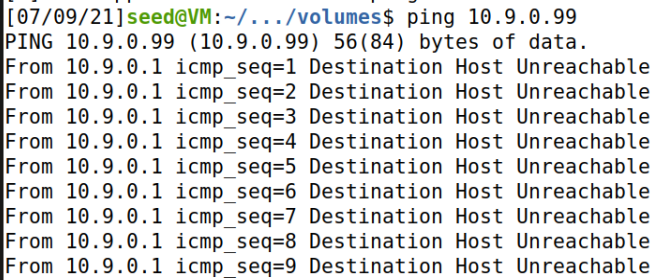 [07/09/21]seed@VM:~/.../volumes$ ping 10.9.0.99
PING 10.9.0.99 (10.9.0.99) 56(84) bytes of data.
From 10.9.0.1 icmp_seq=1 Destination Host Unreachable
From 10.9.0.1 icmp_seq=2 Destination Host Unreachable
From 10.9.0.1 icmp_seq=3 Destination Host Unreachable
From 10.9.0.1 icmp_seq=4 Destination Host Unreachable
From 10.9.0.1 icmp_seq=5 Destination Host Unreachable
From 10.9.0.1 icmp_seq=6 Destination Host Unreachable
From 10.9.0.1 icmp_seq=7 Destination Host Unreachable
From 10.9.0.1 icmp_seq=8 Destination Host Unreachable
From 10.9.0.1 icmp_seq=9 Destination Host Unreachable